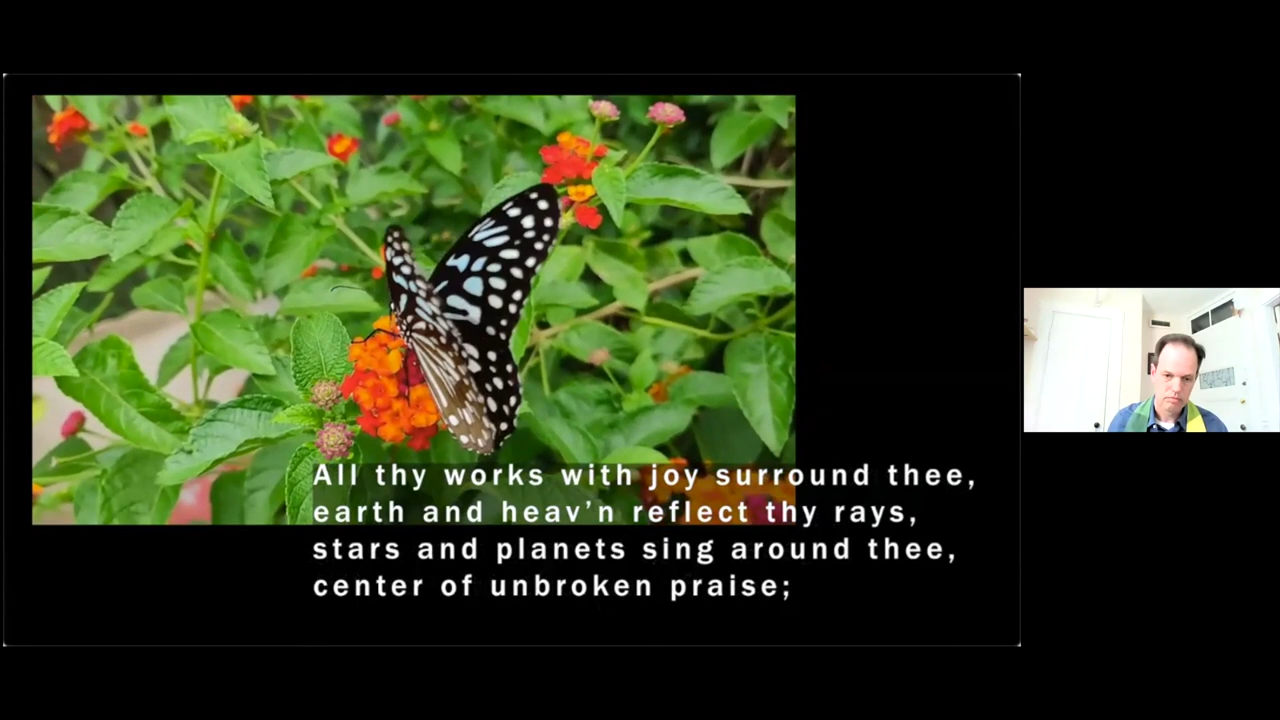 All thy works with joy surround thee,
earth and heav’n reflect thy rays,
stars and planets sing around thee,
center of unbroken praise;